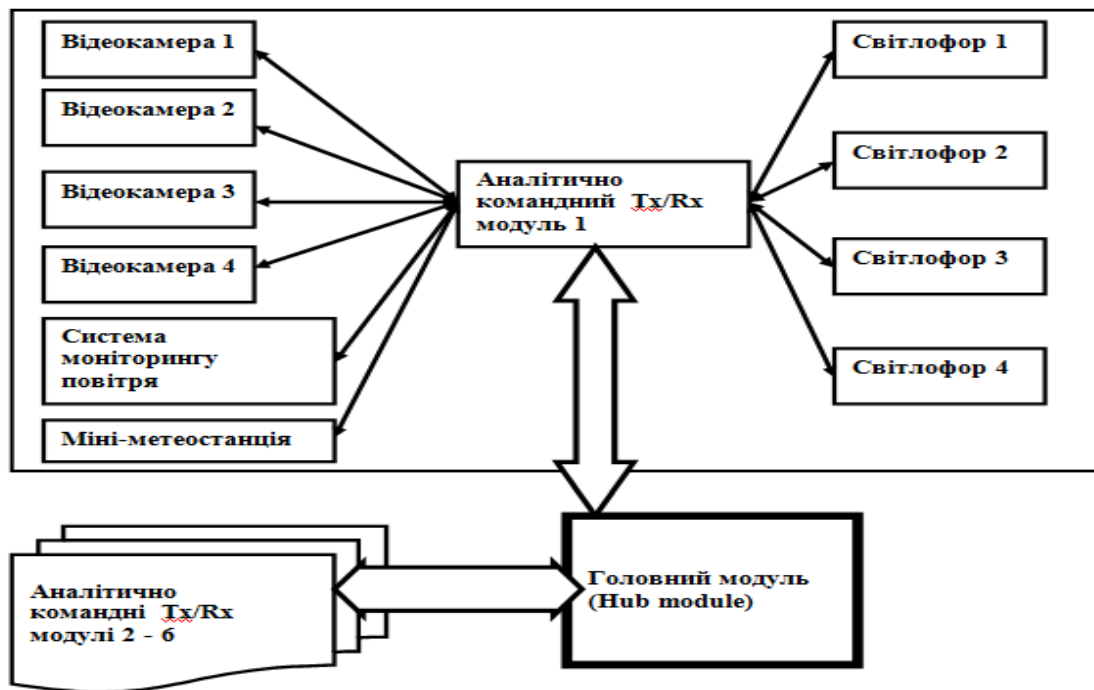 Відеокамера 1
Відеокамера 2
Відеокамера 3
Відеокамера 4
Система
моніторингу
повітря
Міні-метеостанція
Аналітично
командний Tx/Rx
модуль 1
Світлофор 1
Світлофор 2
Світлофор 3
Світлофор 4
Аналітично
командні Tx/Rx
модулі 2 - 6
Головний модуль
(Hub module)